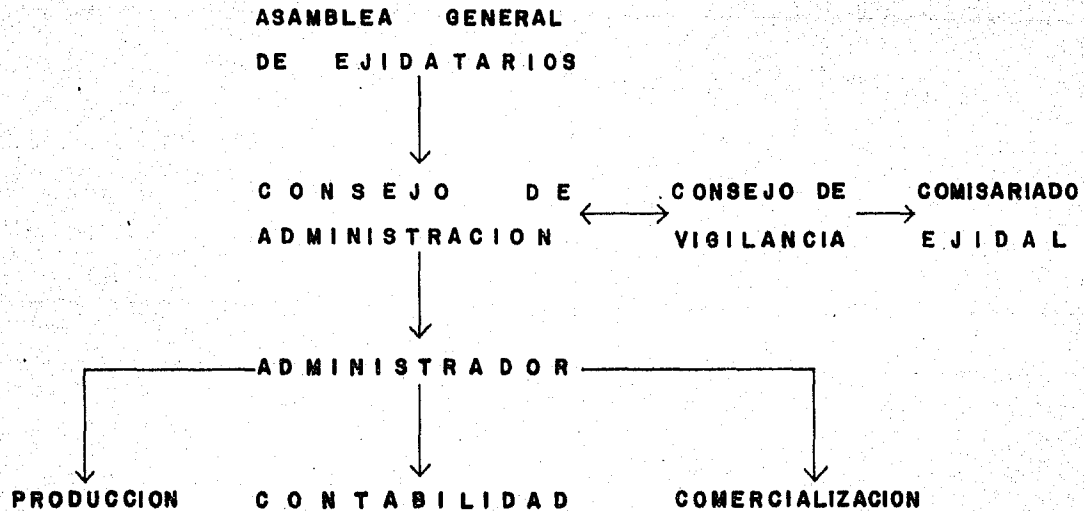 ASAMBLEA GENERAL
DE EJIDATARIOS
CONSEJO DE
ADMINISTRACION
CONSEJO DE
VIGILANCIA
COMISARIADO
EJIDAL
ADMINISTRADOR
PRODUCCION
CONTABILIDAD
COMERCIALIZACION